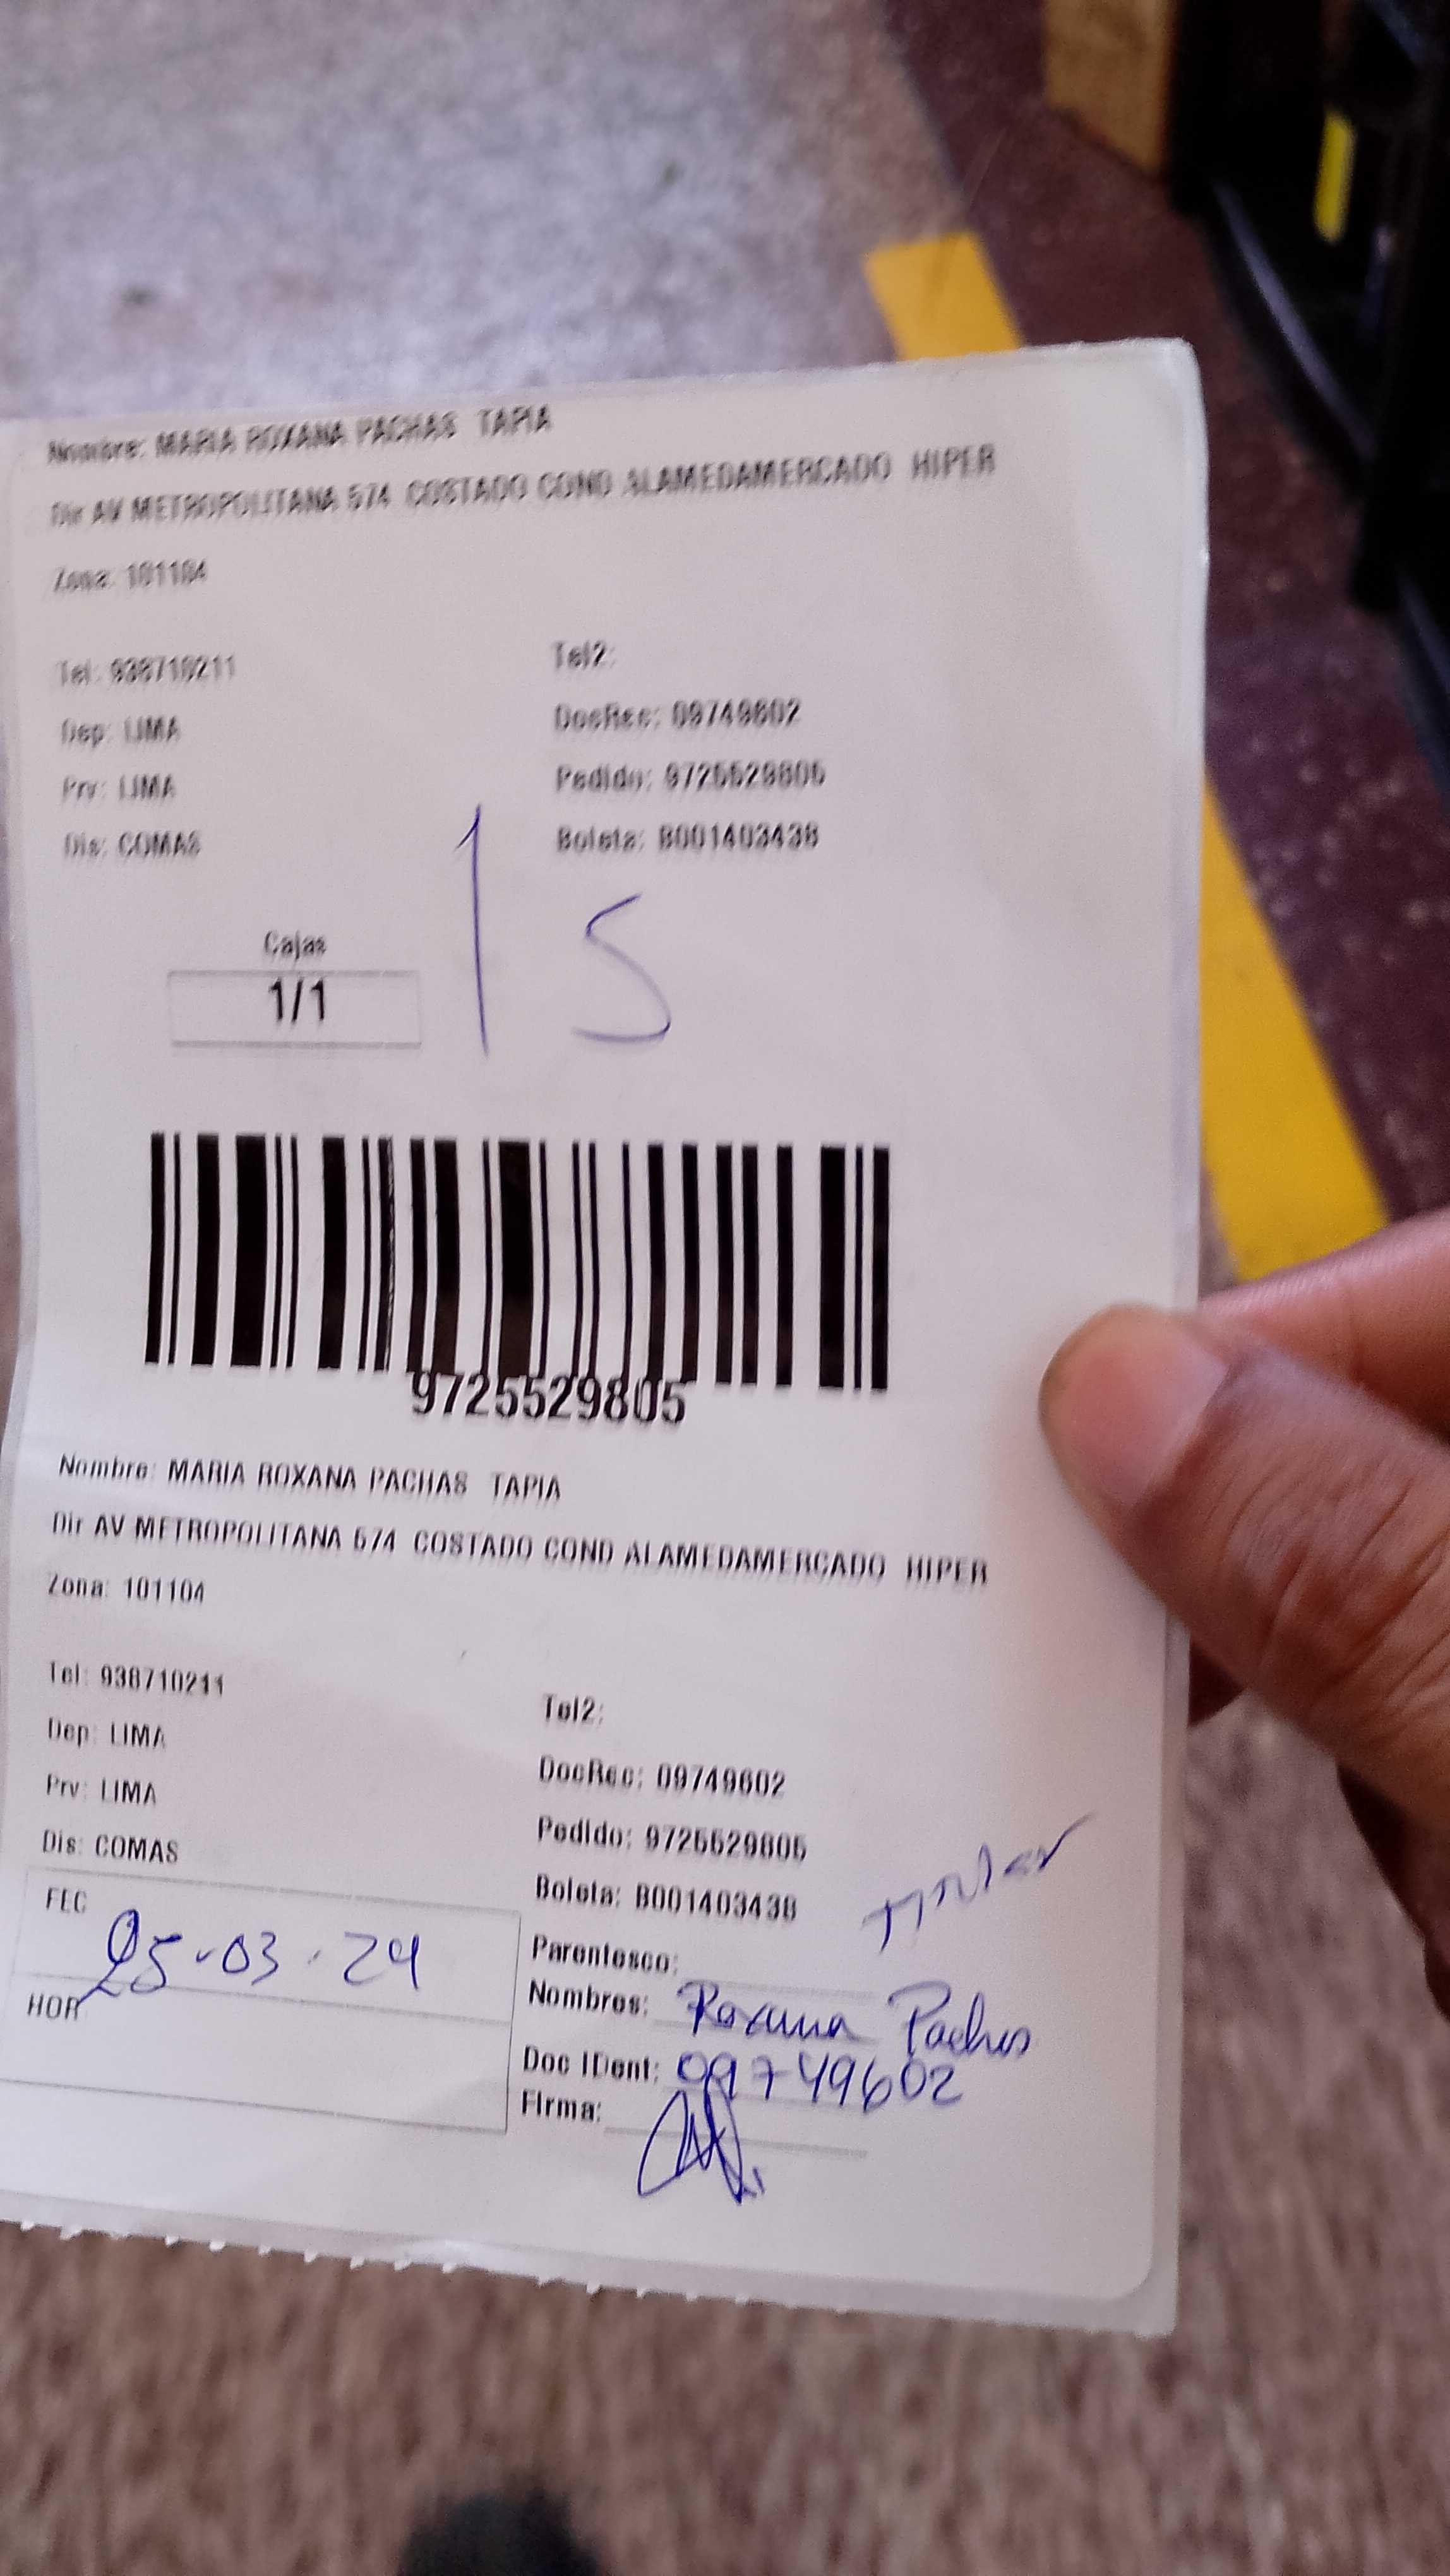 Nombre: MARIA ROXANA PACHAS TAPIA
Dir AV METROPOLITANA 574 COSTADO COND ALAMEDAMERCADO HIPER
Zona: 101104
Tel: 938710211
Tel2:
Dep: LIMA
DocRec: 09749602
Prv: LIMA
Pedido: 9725529805
Dis: COMAS
Boleta: B001403438
1 5
Cajas
1/1
9725529805
Nombre: MARIA ROXANA PACHAS TAPIA
Dir AV METROPOLITANA 574 COSTADO COND ALAMEDAMERCADO HIPER
Zona: 101104
Tel: 938710211
Tel2:
Dep: LIMA
DocRec: 09749602
Prv: LIMA
Pedido: 9725529805
Dis: COMAS
Boleta: B001403438
FEC
25-03-24
HOR
Parentesco:
Nombres: Roxana Pachas
Doc IDent: 09749602
Firma: